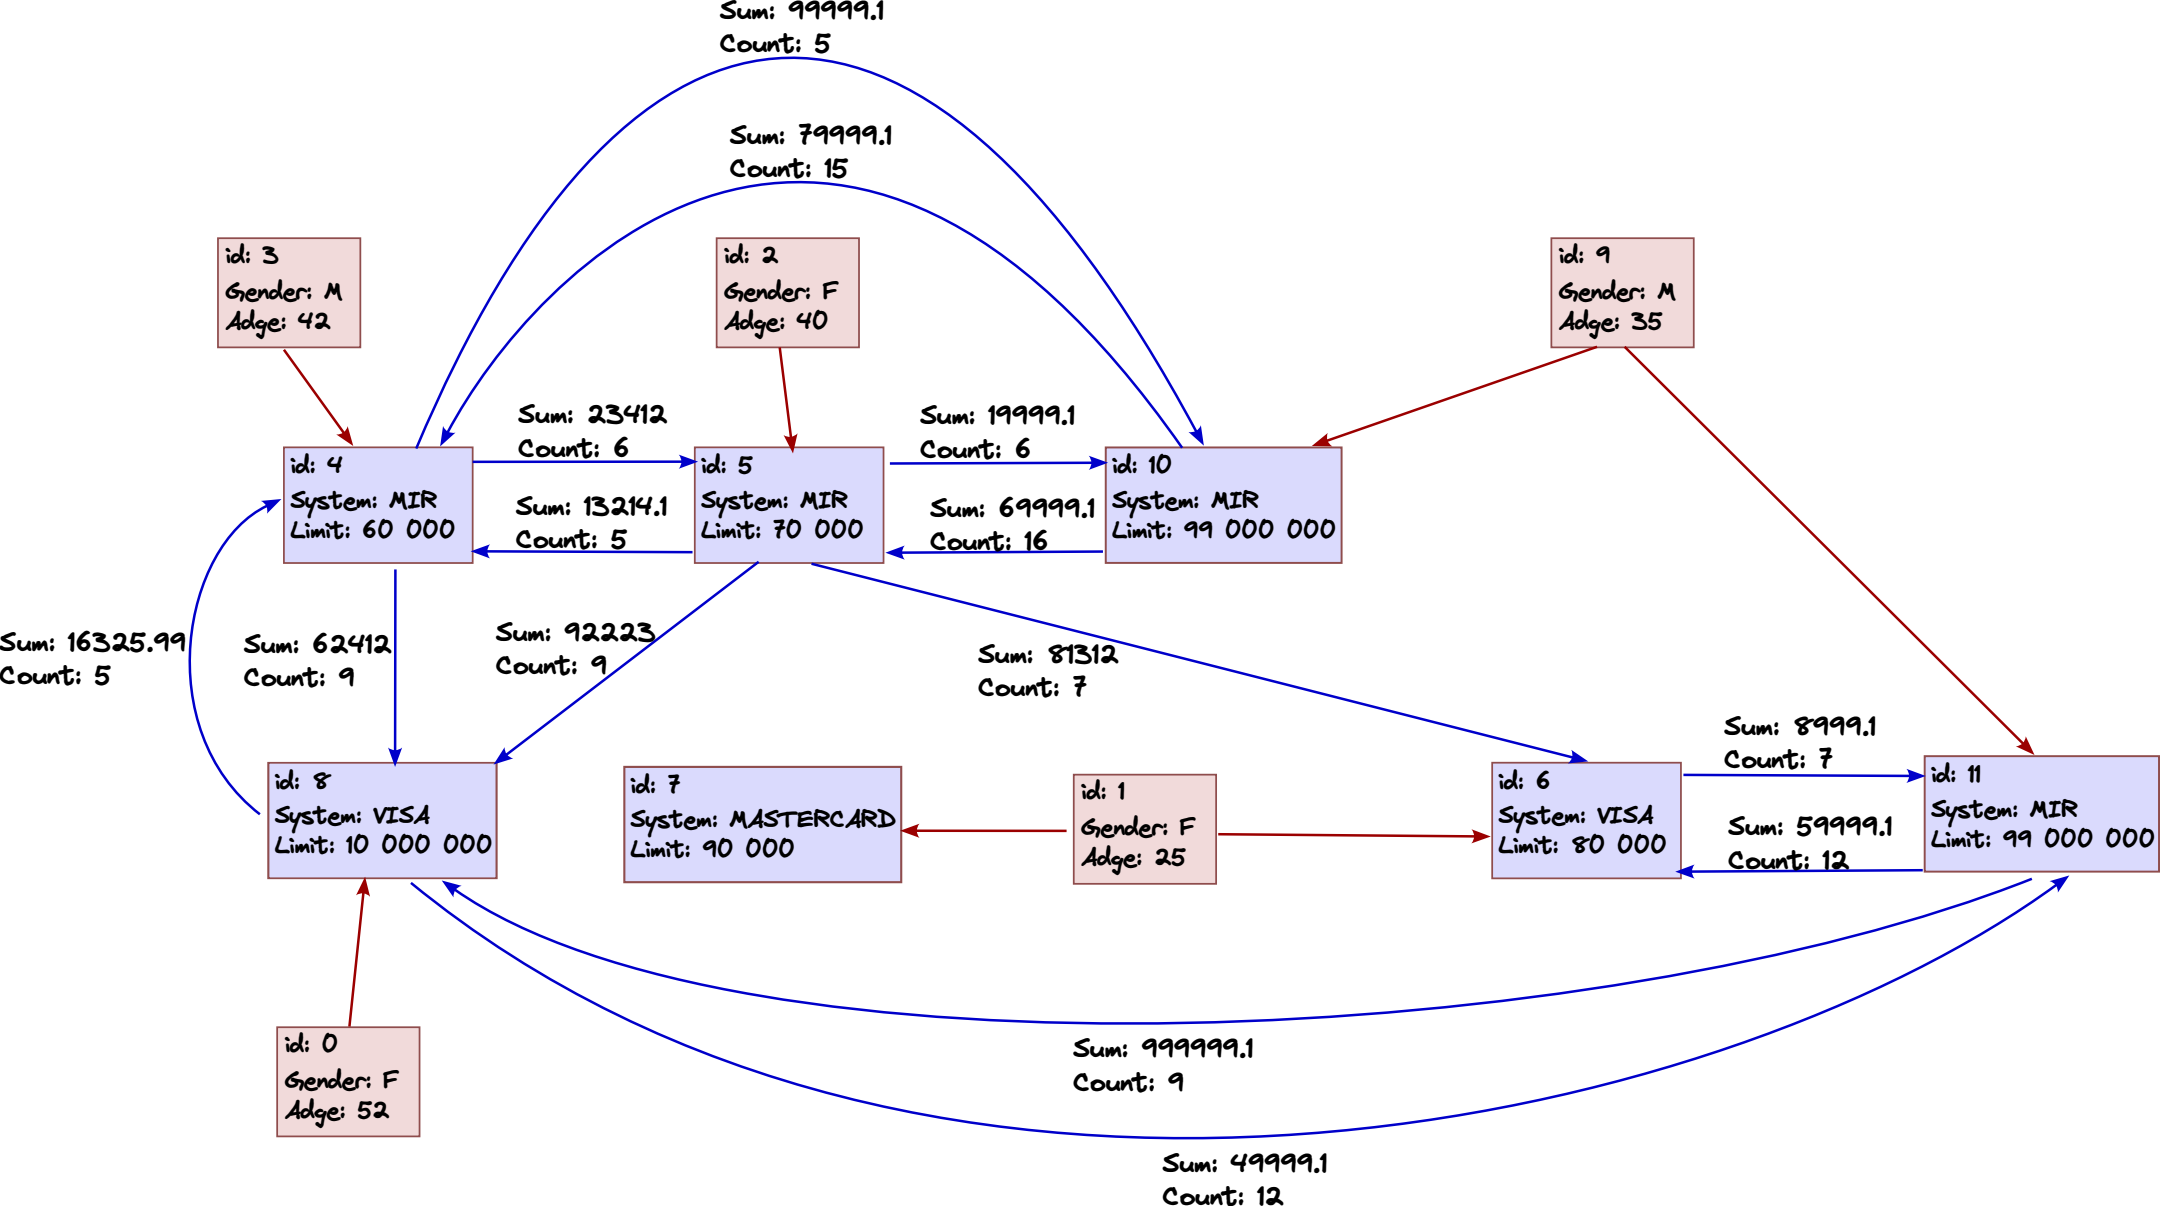 Sum: 99999.1
Count: 5
Sum: 79999.1
Count: 15
id: 3
Gender: M
Adge: 42
id: 2
Gender: F
Adge: 40
id: 9
Gender: M
Adge: 35
Sum: 23412
Count: 6
Sum: 19999.1
Count: 6
id: 4
System: MIR
Limit: 60 000
Sum: 13214.1
Count: 5
id: 5
System: MIR
Limit: 70 000
Sum: 69999.1
Count: 16
id: 10
System: MIR
Limit: 99 000 000
Sum: 16325.99
Count: 5
Sum: 62412
Count: 9
Sum: 92223
Count: 9
Sum: 81312
Count: 7
Sum: 8999.1
Count: 7
id: 8
System: VISA
Limit: 10 000 000
id: 7
System: MASTERCARD
Limit: 90 000
id: 1
Gender: F
Adge: 25
id: 6
System: VISA
Limit: 80 000
Sum: 59999.1
Count: 12
id: 11
System: MIR
Limit: 99 000 000
id: 0
Gender: F
Adge: 52
Sum: 999999.1
Count: 9
Sum: 49999.1
Count: 12